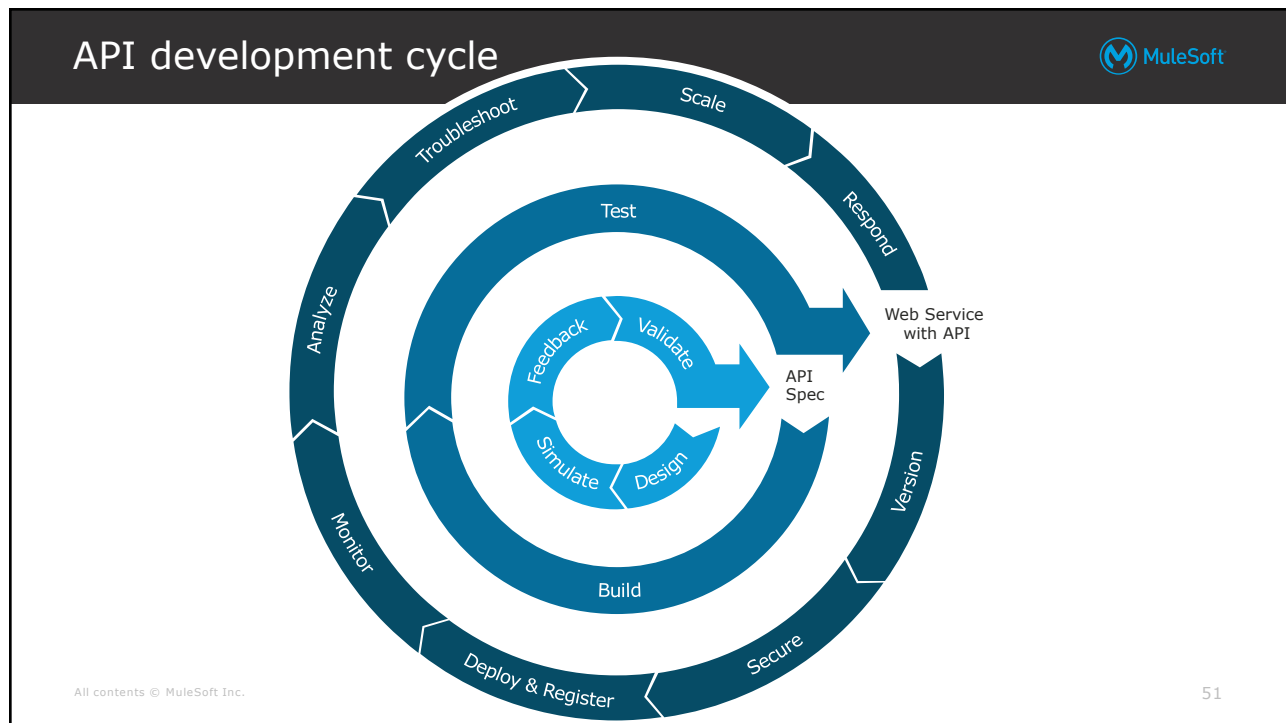 API development cycle
MuleSoft
Troubleshoot
Scale
Respond
Test
Analyze
Feedback
Validate
Web Service
with API
API
Spec
Simulate
Design
Version
Monitor
Build
Secure
Deploy & Register
All contents © MuleSoft Inc.
51